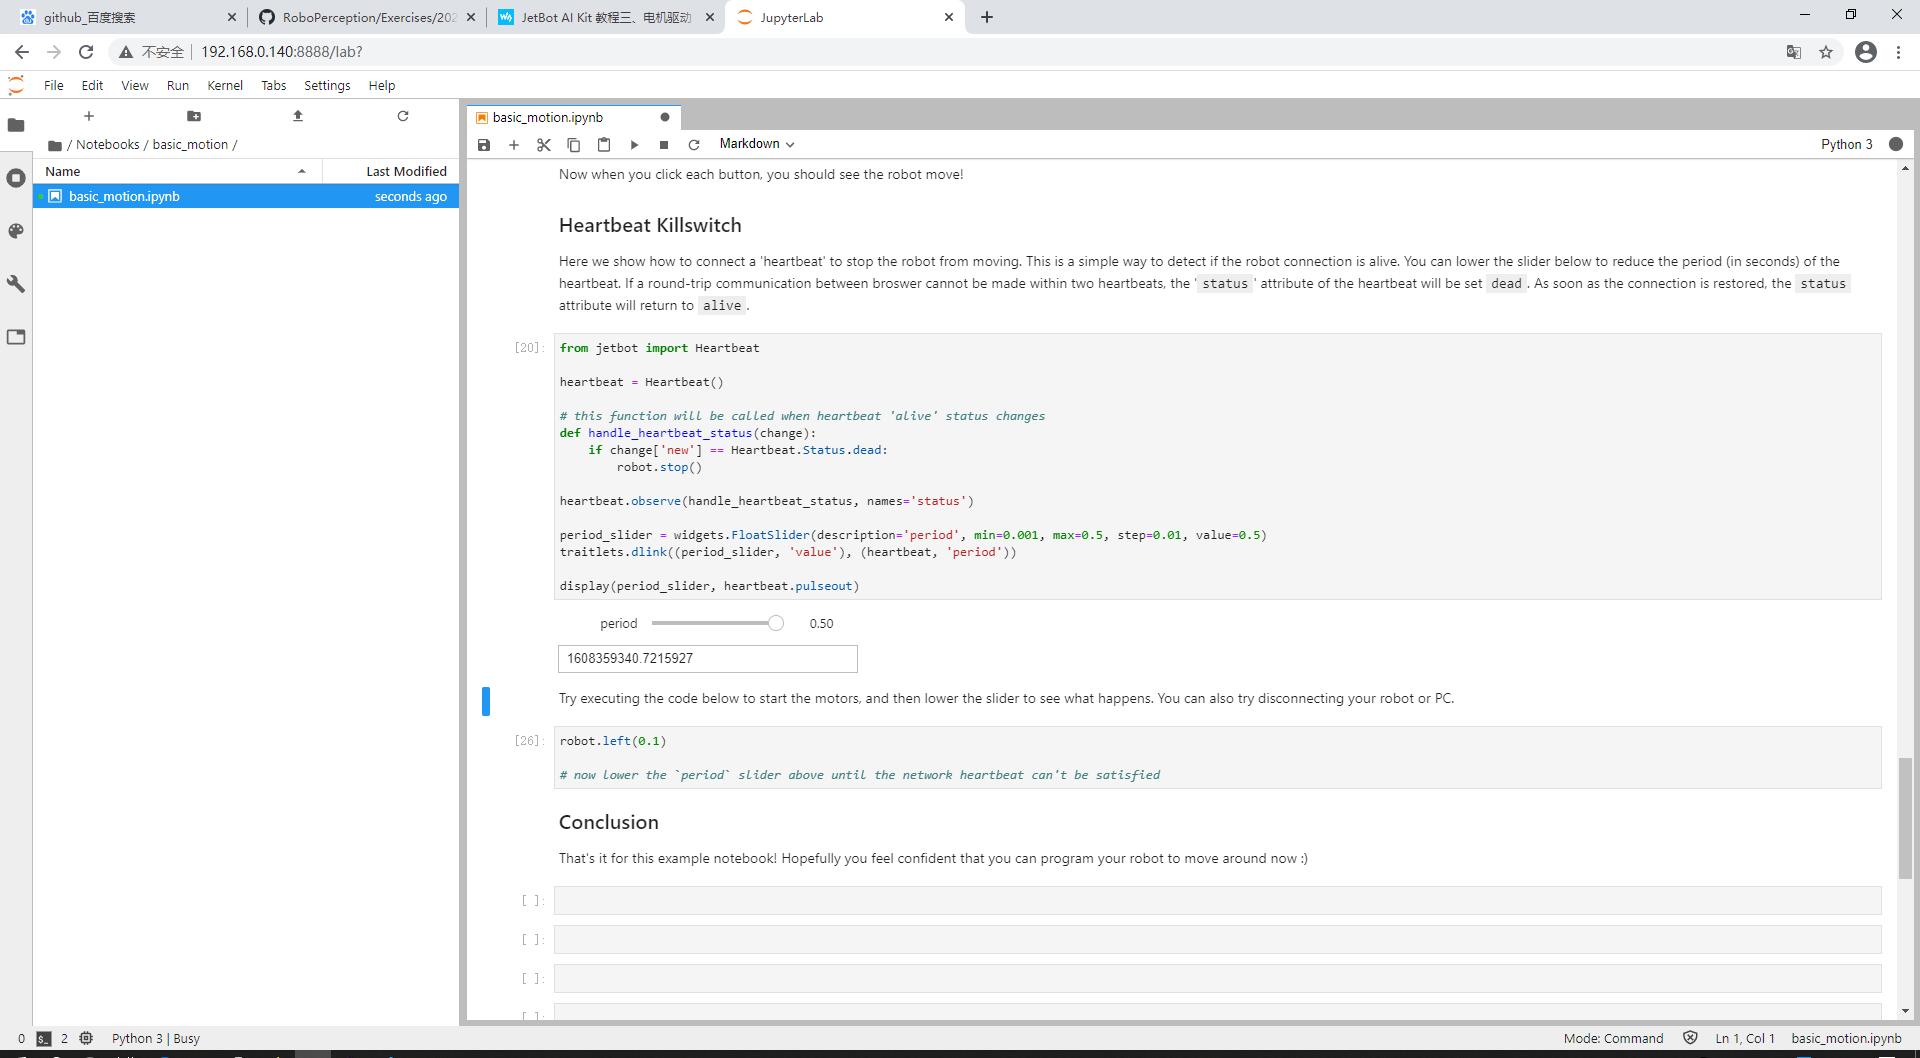 github_百度搜索
RoboPerception/Exercises/202
JetBot AI Kit 教程三、电机驱动
JupyterLab
不安全
192.168.0.140:8888/lab?
File Edit View Run Kernel Tabs Settings Help
basic_motion.ipynb
/ Notebooks / basic_motion /
Markdown
Python 3
Name
Last Modified
basic_motion.ipynb
seconds ago
Now when you click each button, you should see the robot move!
Heartbeat Killswitch
Here we show how to connect a 'heartbeat' to stop the robot from moving. This is a simple way to detect if the robot connection is alive. You can lower the slider below to reduce the period (in seconds) of the
heartbeat. If a round-trip communication between broswer cannot be made within two heartbeats, the 'status' attribute of the heartbeat will be set dead. As soon as the connection is restored, the status
attribute will return to alive.
[20]:
from jetbot import Heartbeat
heartbeat = Heartbeat()
# this function will be called when heartbeat 'alive' status changes
def handle_heartbeat_status(change):
if change['new'] == Heartbeat.Status.dead:
robot.stop()
heartbeat.observe(handle_heartbeat_status, names='status')
period_slider = widgets.FloatSlider(description='period', min=0.001, max=0.5, step=0.01, value=0.5)
traitlets.dlink((period_slider, 'value'), (heartbeat, 'period'))
display(period_slider, heartbeat.pulseout)
period 0.50
1608359340.7215927
Try executing the code below to start the motors, and then lower the slider to see what happens. You can also try disconnecting your robot or PC.
[26]:
robot.left(0.1)
# now lower the `period` slider above until the network heartbeat can't be satisfied
Conclusion
That's it for this example notebook! Hopefully you feel confident that you can program your robot to move around now :)
[ ]:
[ ]:
[ ]:
[ ]:
0 2 Python 3 | Busy
Mode: Command Ln 1, Col 1 basic_motion.ipynb